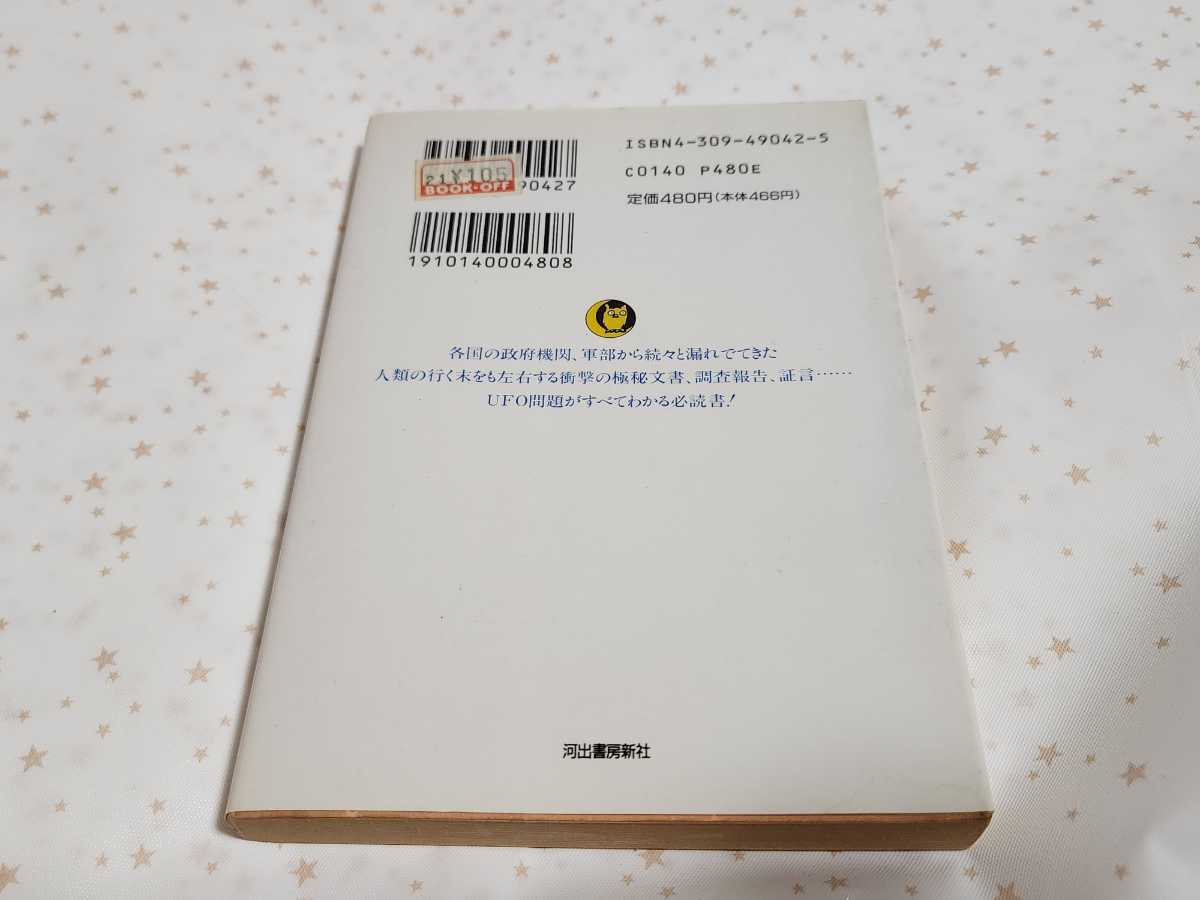 ISBN4-309-49042-5
C0140 P480E
定価480円(本体466円)
21 ¥105
BOOK·OFF
90427
1910140004808
各国の政府機関、軍部から続々と漏れでてきた
人類の行く末をも左右する衝撃の極秘文書、調査報告、証言……
UFO問題がすべてわかる必読書!
河出書房新社